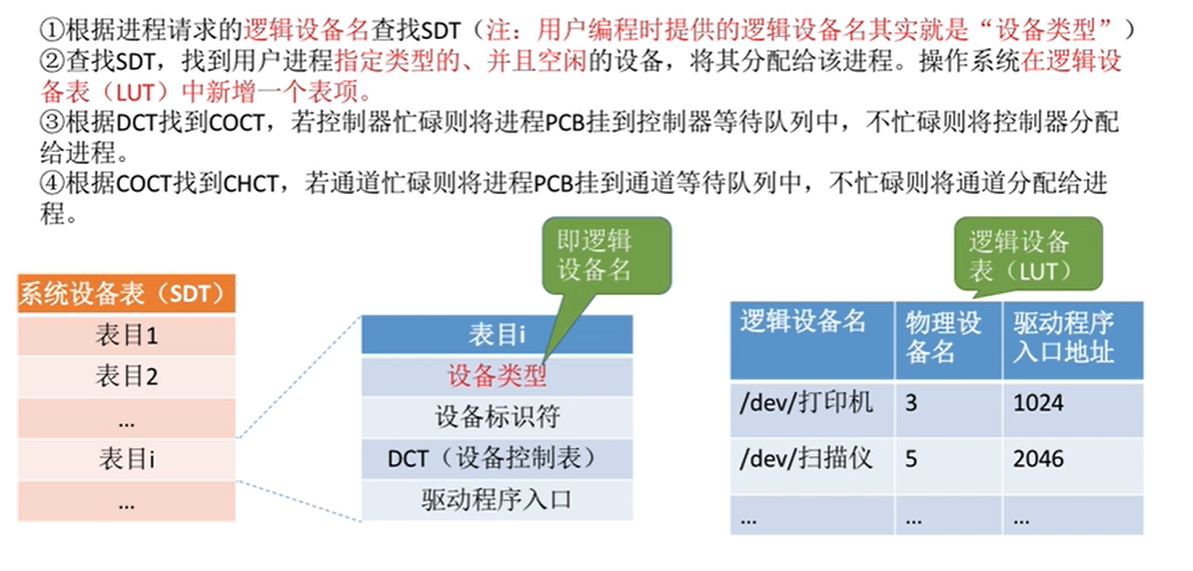 ①根据进程请求的逻辑设备名查找SDT（注：用户编程时提供的逻辑设备名其实就是“设备类型”）
②查找SDT，找到用户进程指定类型的、并且空闲的设备，将其分配给该进程。操作系统在逻辑设
备表（LUT）中新增一个表项。
③根据DCT找到COCT，若控制器忙碌则将进程PCB挂到控制器等待队列中，不忙碌则将控制器分配
给进程。
④根据COCT找到CHCT，若通道忙碌则将进程PCB挂到通道等待队列中，不忙碌则将通道分配给进
程。
即逻辑
设备名
逻辑设备
表（LUT）
系统设备表（SDT）
表目1
表目2
...
表目i
...
表目i
设备类型
设备标识符
DCT（设备控制表）
驱动程序入口
逻辑设备名 物理设 驱动程序
备名 入口地址
/dev/打印机 3 1024
/dev/扫描仪 5 2046
... ... ...